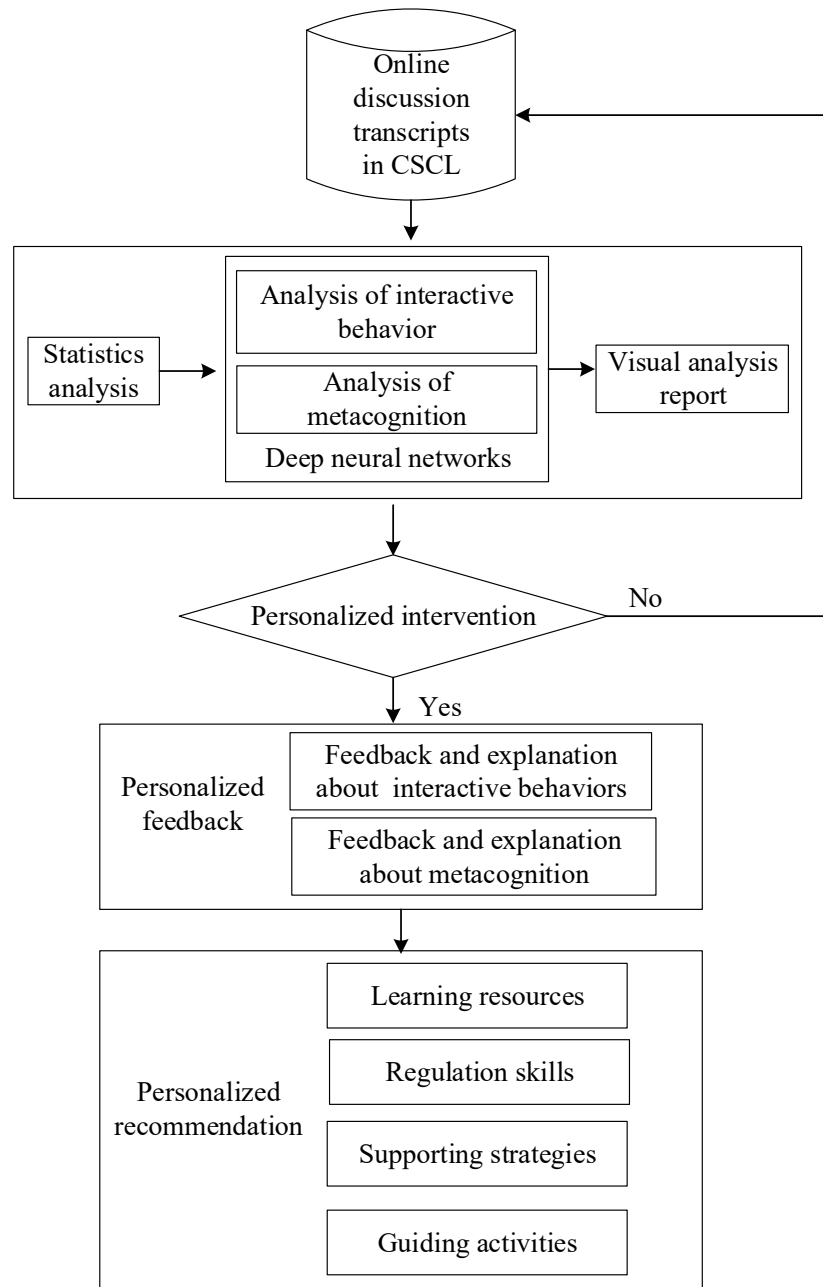 Online
discussion
transcripts
in CSCL
Statistics
analysis
Analysis of interactive
behavior
Analysis of
metacognition
Deep neural networks
Visual analysis
report
Personalized intervention
No
Yes
Personalized
feedback
Feedback and explanation
about interactive behaviors
Feedback and explanation
about metacognition
Personalized
recommendation
Learning resources
Regulation skills
Supporting strategies
Guiding activities